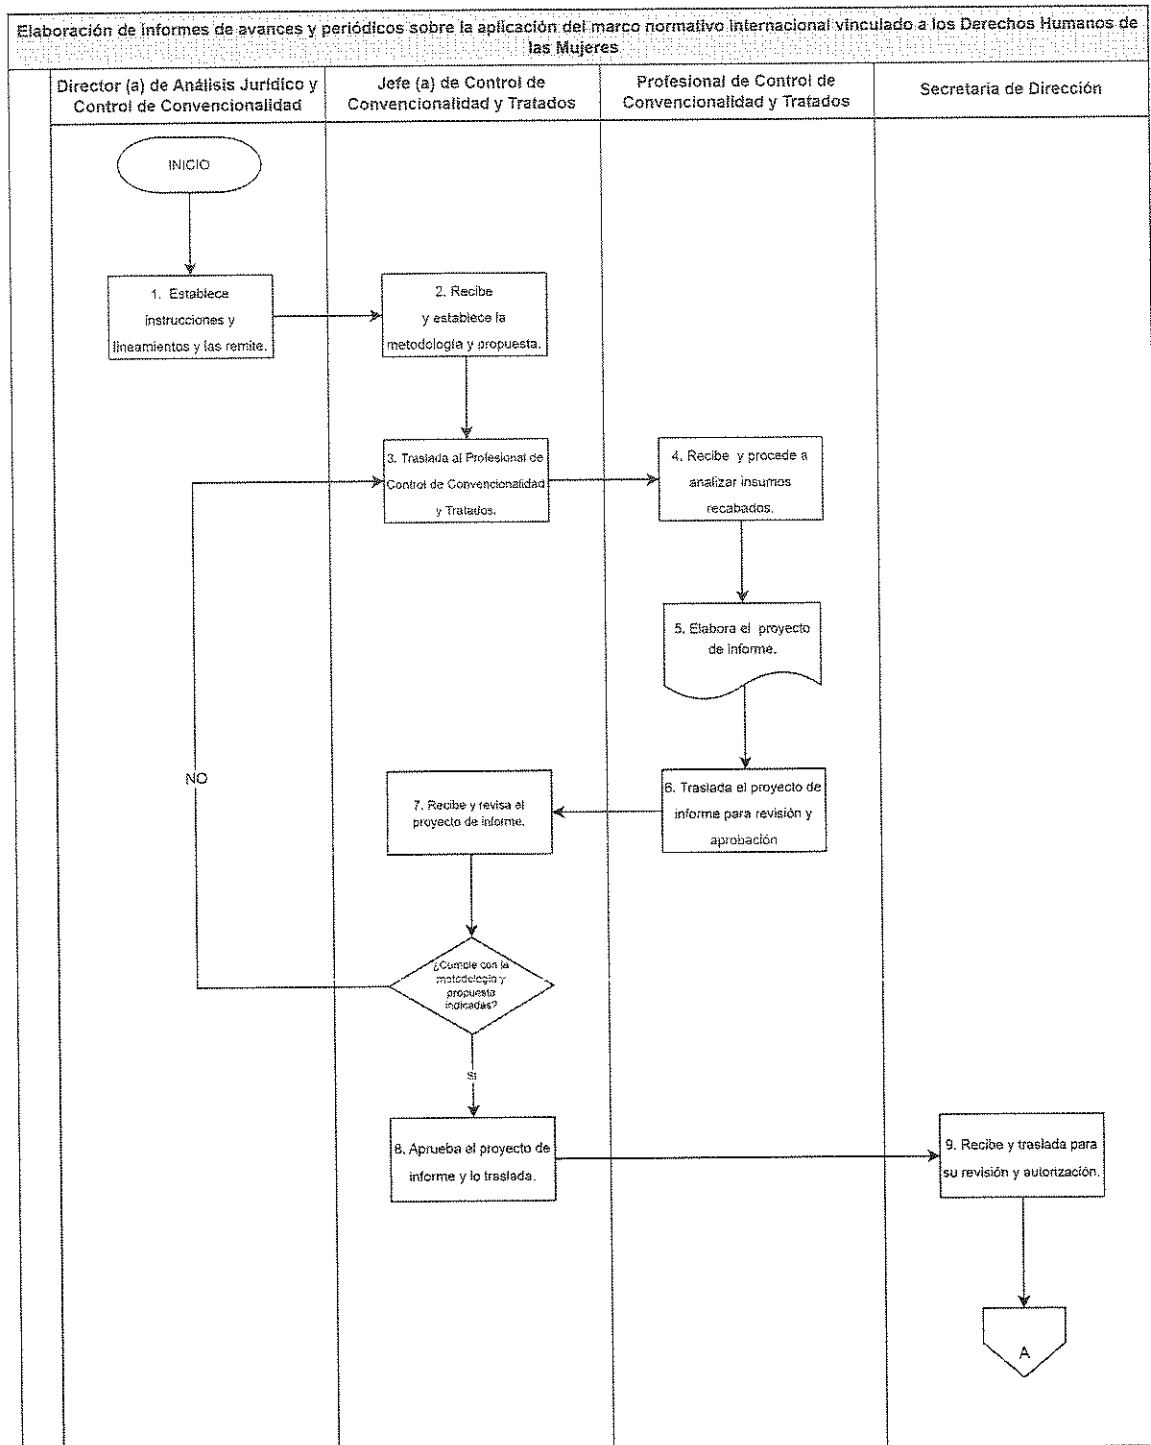 Elaboración de informes de avances y periódicos sobre la aplicación del marco normativo internacional vinculado a los Derechos Humanos de
las Mujeres
Director (a) de Análisis Jurídico y
Control de Convencionalidad
Jefe (a) de Control de
Convencionalidad y Tratados
Profesional de Control de
Convencionalidad y Tratados
Secretaria de Dirección
INICIO
1. Establece
instrucciones y
lineamientos y las remite.
2. Recibe
y establece la
metodología y propuesta.
3. Traslada al Profesional de
Control de Convencionalidad
y Tratados.
4. Recibe y procede a
analizar insumos
recabados.
5. Elabora el proyecto
de informe.
6. Traslada el proyecto de
informe para revisión y
aprobación
7. Recibe y revisa el
proyecto de informe.
NO
¿Cumple con la
metodología y
propuesta
indicadas?
SI
8. Aprueba el proyecto de
informe y lo traslada.
9. Recibe y traslada para
su revisión y autorización.
A